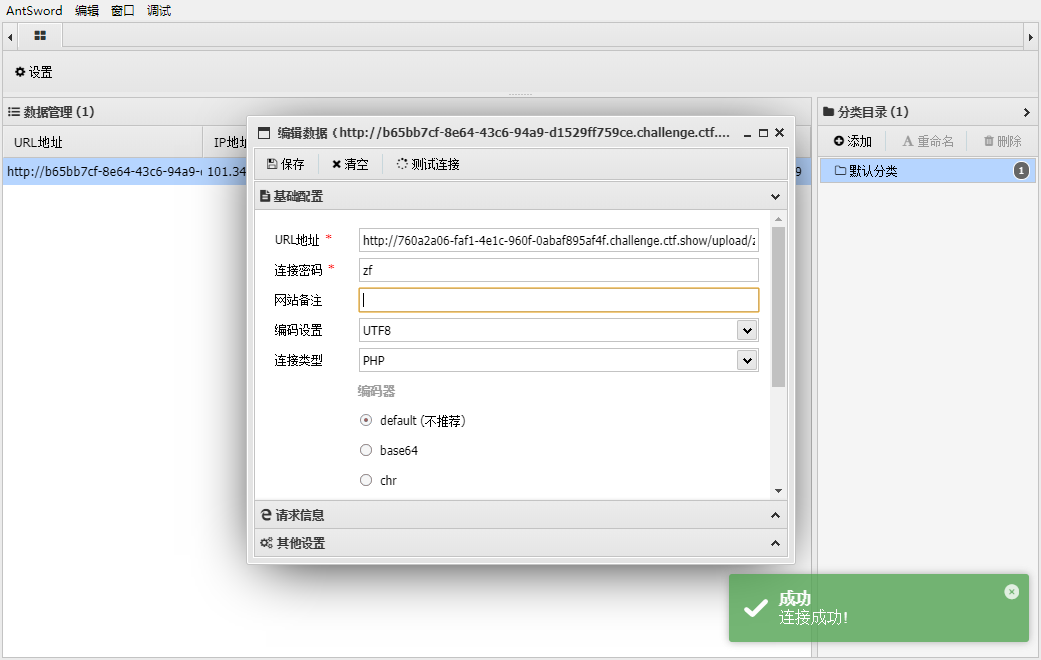 AntSword 编辑 窗口 调试
设置
数据管理 (1)
URL地址 IP地址
http://b65bb7cf-8e64-43c6-94a9- 101.34 9
分类目录 (1)
添加 重命名 删除
默认分类 1
编辑数据 (http://b65bb7cf-8e64-43c6-94a9-d1529ff759ce.challenge.ctf....
保存 清空 测试连接
基础配置
URL地址 * http://760a2a06-faf1-4e1c-960f-0abaf895af4f.challenge.ctf.show/upload/
连接密码 * zf
网站备注
编码设置 UTF8
连接类型 PHP
编码器
default (不推荐)
base64
chr
请求信息
其他设置
成功
连接成功!